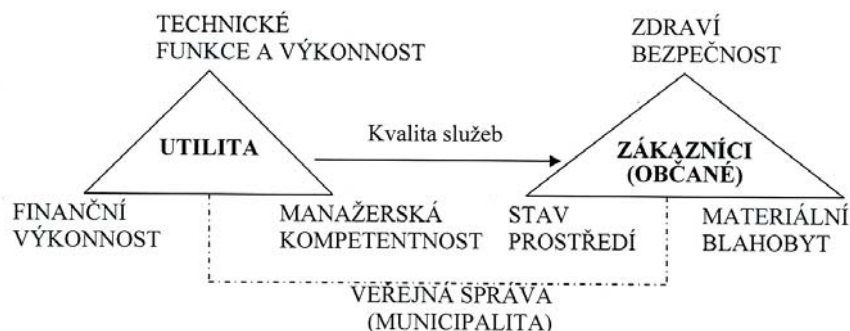 TECHNICKÉ
FUNKCE A VÝKONNOST
ZDRAVÍ
BEZPEČNOST
UTILITA
Kvalita služeb
ZÁKAZNÍCI
(OBČANÉ)
FINANČNÍ
VÝKONNOST
MANAŽERSKÁ
KOMPETENTNOST
STAV
PROSTŘEDÍ
MATERIÁLNÍ
BLAHOBYT
VEŘEJNÁ SPRÁVA
(MUNICIPALITA)